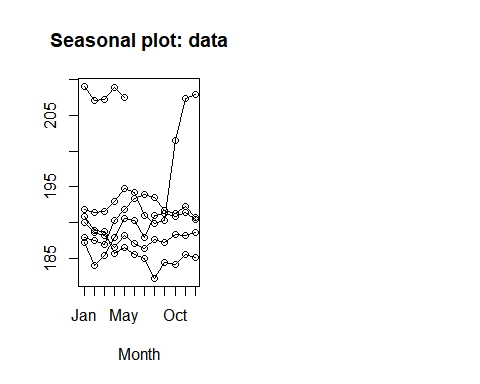 Seasonal plot: data
205
195
185
Jan May Oct
Month